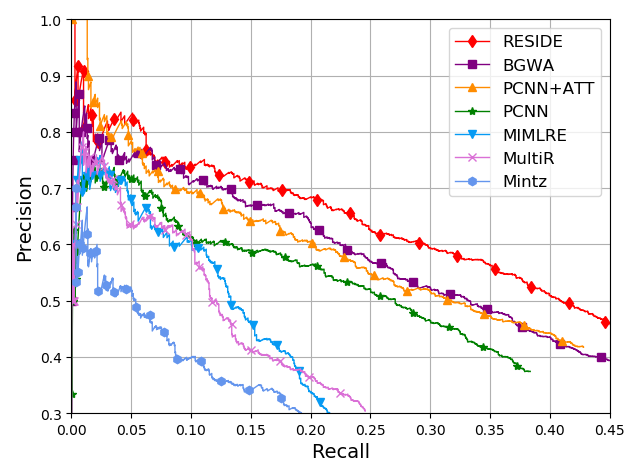 1.0
0.9
0.8
0.7
0.6
0.5
0.4
0.3
Precision
RESIDE
BGWA
PCNN+ATT
PCNN
MIMLRE
MultiR
Mintz
0.00 0.05 0.10 0.15 0.20 0.25 0.30 0.35 0.40 0.45
Recall